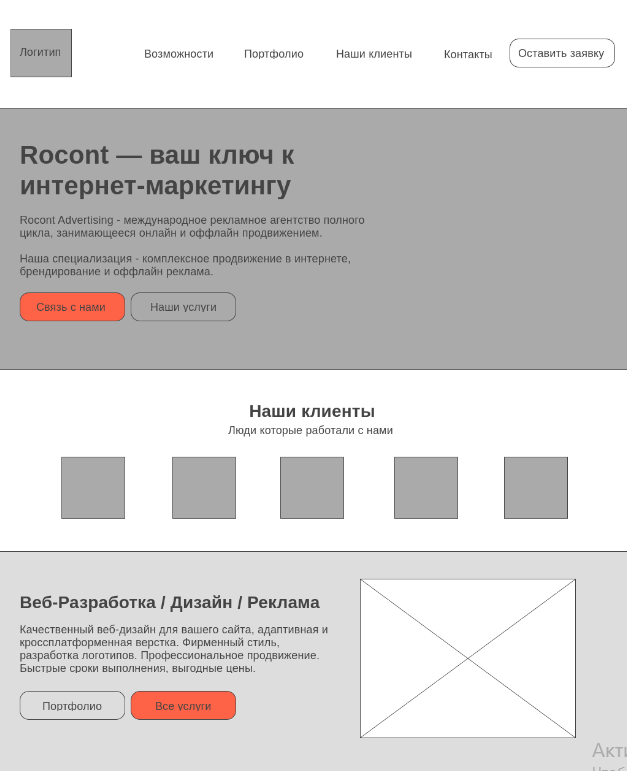 Логитип
Возможности
Портфолио
Наши клиенты
Контакты
Оставить заявку
Rocont — ваш ключ к
интернет-маркетингу
Rocont Advertising - международное рекламное агентство полного
цикла, занимающееся онлайн и оффлайн продвижением.
Наша специализация - комплексное продвижение в интернете,
брендирование и оффлайн реклама.
Связь с нами
Наши услуги
Наши клиенты
Люди которые работали с нами
Веб-Разработка / Дизайн / Реклама
Качественный веб-дизайн для вашего сайта, адаптивная и
кроссплатформенная верстка. Фирменный стиль,
разработка логотипов. Профессиональное продвижение.
Быстрые сроки выполнения, выгодные цены.
Портфолио
Все услуги